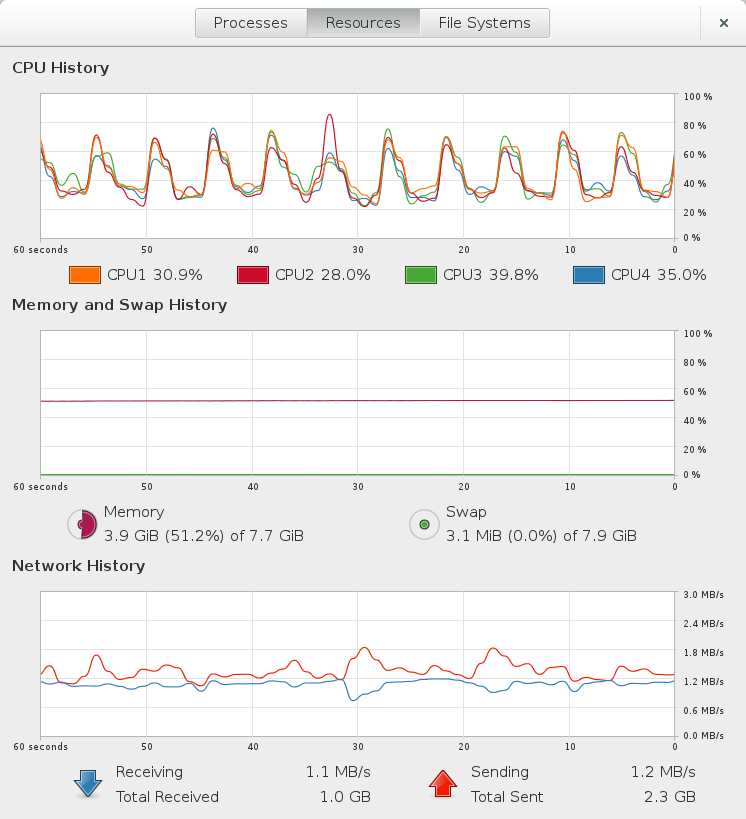 Processes Resources File Systems ×
CPU History
100 %
80 %
60 %
40 %
20 %
0 %
60 seconds 50 40 30 20 10 0
CPU1 30.9% CPU2 28.0% CPU3 39.8% CPU4 35.0%
Memory and Swap History
100 %
80 %
60 %
40 %
20 %
0 %
60 seconds 50 40 30 20 10 0
Memory Swap
3.9 GiB (51.2%) of 7.7 GiB 3.1 MiB (0.0%) of 7.9 GiB
Network History
3.0 MB/s
2.4 MB/s
1.8 MB/s
1.2 MB/s
0.6 MB/s
0.0 MB/s
60 seconds 50 40 30 20 10 0
Receiving 1.1 MB/s Sending 1.2 MB/s
Total Received 1.0 GB Total Sent 2.3 GB